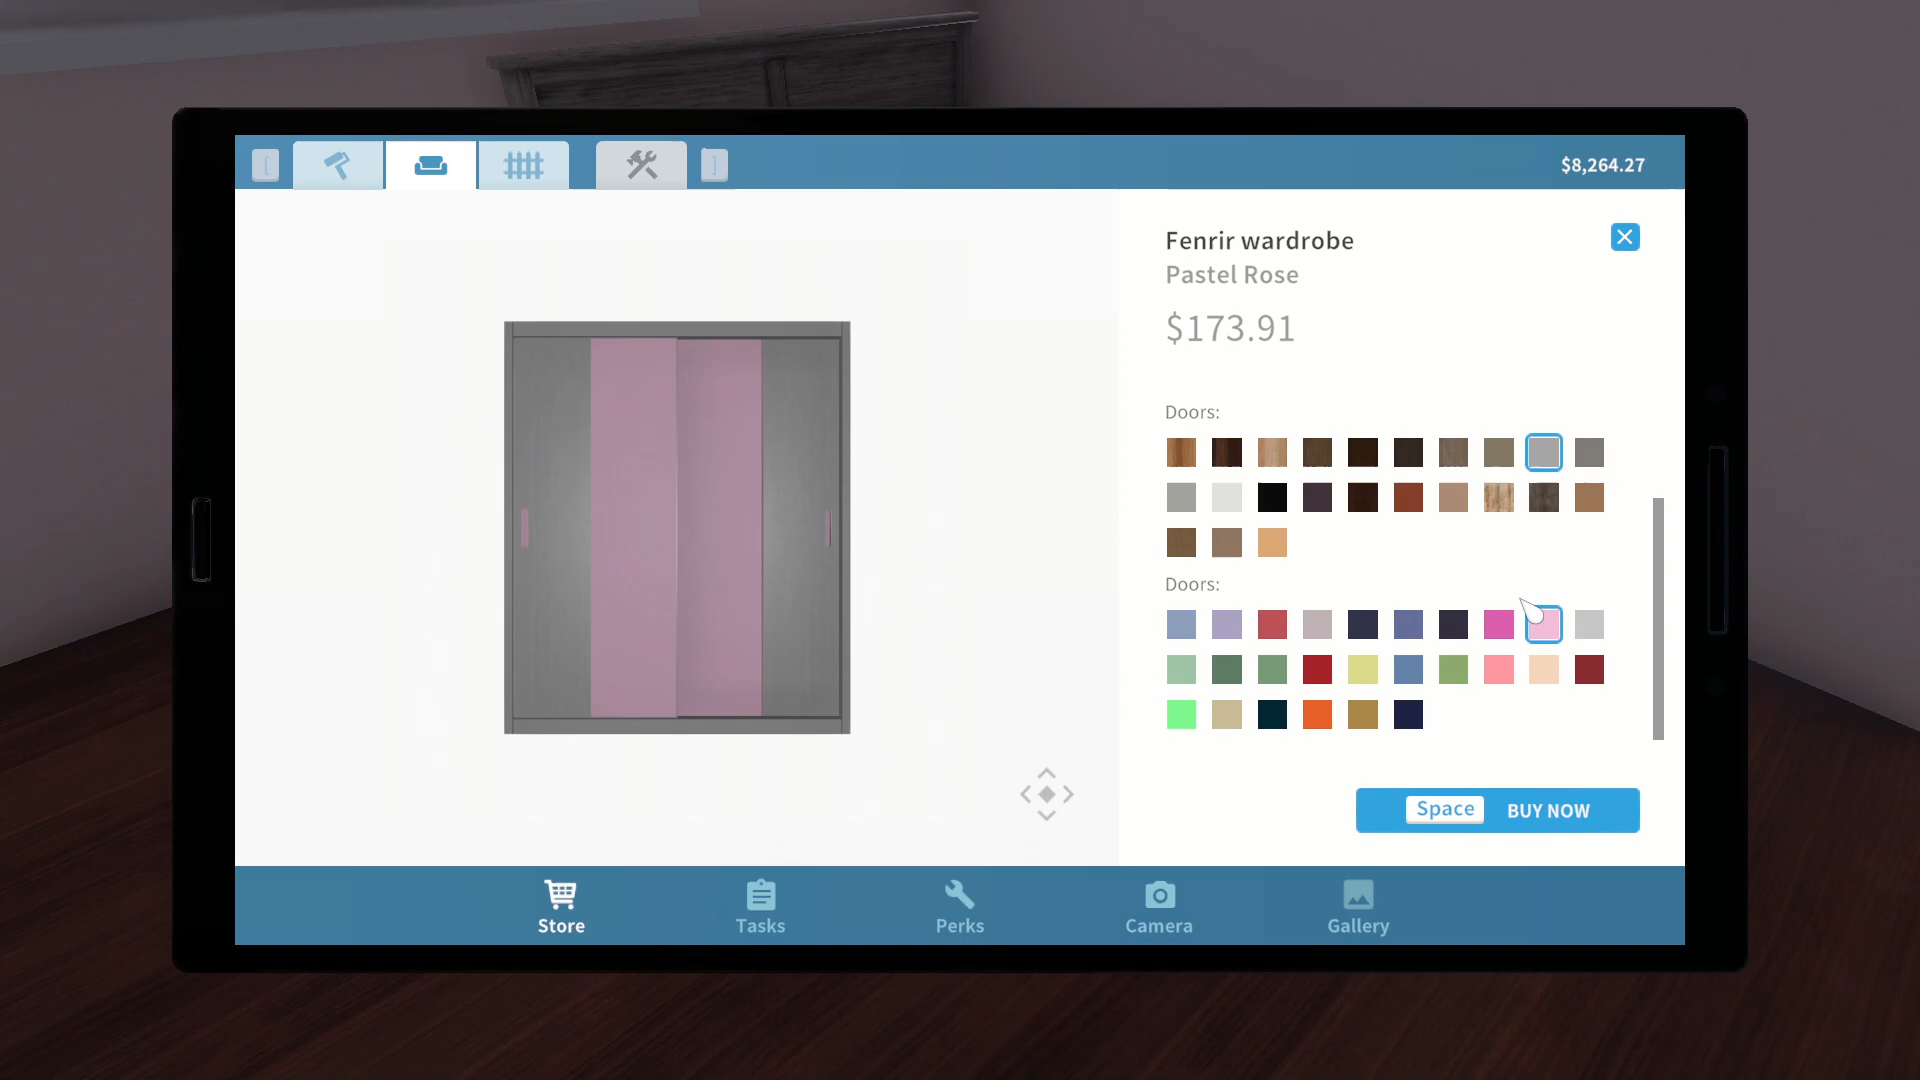 [
]
$8,264.27
Fenrir wardrobe
Pastel Rose
$173.91
Doors:
Doors:
Space BUY NOW
Store
Tasks
Perks
Camera
Gallery